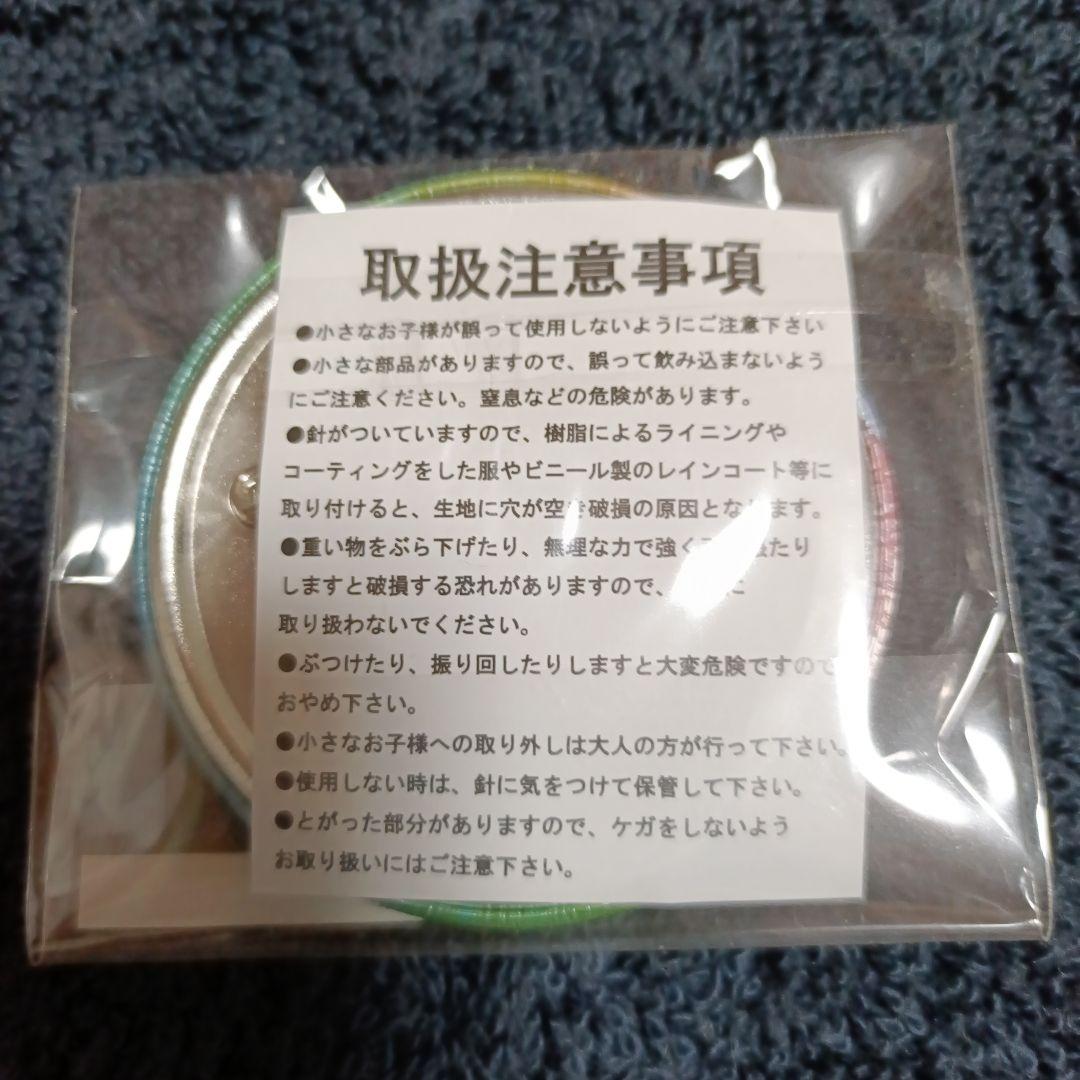 取扱注意事項
●小さなお子様が誤って使用しないようにご注意下さい
●小さな部品がありますので、誤って飲み込まないよう
にご注意ください。窒息などの危険があります。
●針がついていますので、樹脂によるライニングや
コーティングをした服やビニール製のレインコート等に
取り付けると、生地に穴が空き破損の原因となります。
●重い物をぶら下げたり、無理な力で強く たり
しますと破損する恐れがありますので、 に
取り扱わないでください。
●ぶつけたり、振り回したりしますと大変危険ですので
おやめ下さい。
●小さなお子様への取り外しは大人の方が行って下さい。
●使用しない時は、針に気をつけて保管して下さい。
●とがった部分がありますので、ケガをしないよう
お取り扱いにはご注意下さい。